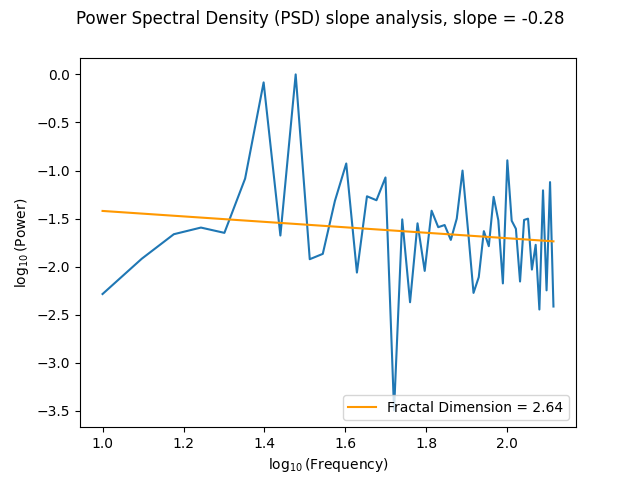 Power Spectral Density (PSD) slope analysis, slope = -0.28
log10 (Power)
0.0
−0.5
−1.0
−1.5
−2.0
−2.5
−3.0
−3.5
Fractal Dimension = 2.64
1.0 1.2 1.4 1.6 1.8 2.0
log10 (Frequency)